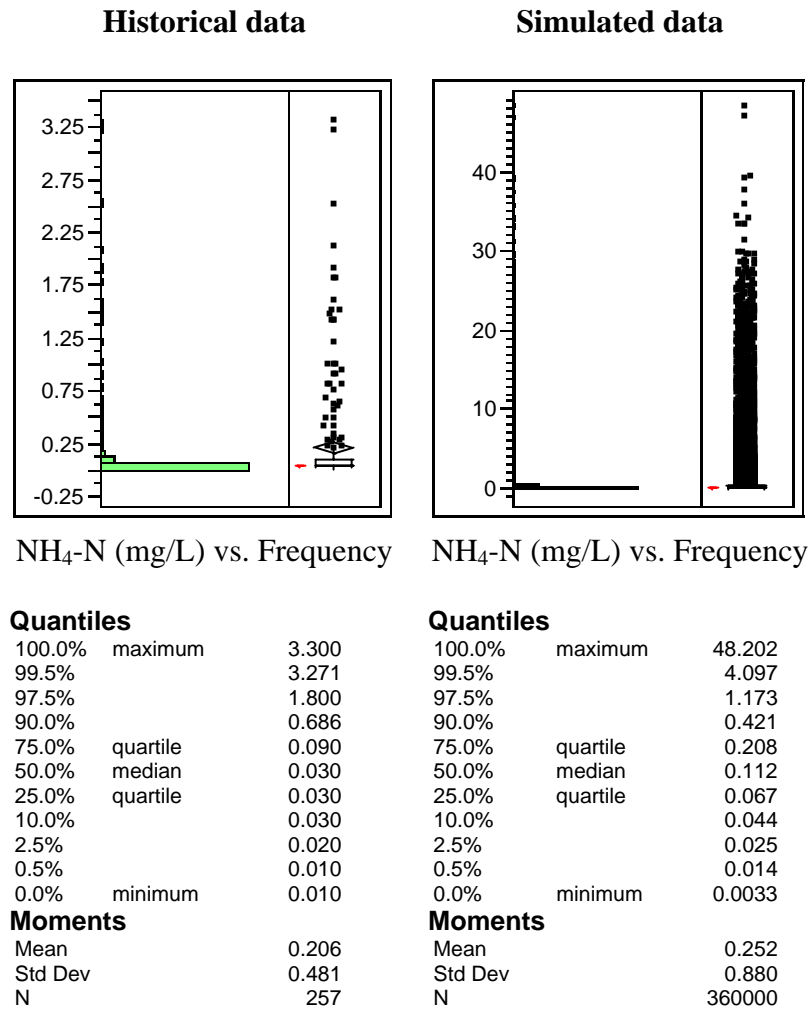 Historical data
3.25
2.75
2.25
1.75
1.25
0.75
0.25
-0.25
NH₄-N (mg/L) vs. Frequency
Quantiles
100.0% maximum 3.300
99.5% 3.271
97.5% 1.800
90.0% 0.686
75.0% quartile 0.090
50.0% median 0.030
25.0% quartile 0.030
10.0% 0.030
2.5% 0.020
0.5% 0.010
0.0% minimum 0.010
Moments
Mean 0.206
Std Dev 0.481
N 257
Simulated data
40
30
20
10
0
NH₄-N (mg/L) vs. Frequency
Quantiles
100.0% maximum 48.202
99.5% 4.097
97.5% 1.173
90.0% 0.421
75.0% quartile 0.208
50.0% median 0.112
25.0% quartile 0.067
10.0% 0.044
2.5% 0.025
0.5% 0.014
0.0% minimum 0.0033
Moments
Mean 0.252
Std Dev 0.880
N 360000